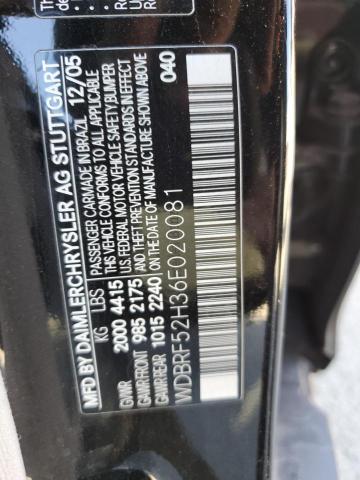 MFD BY DAIMLERCHRYSLER AG STUTTGART
PASSENGER CAR MADE IN BRAZIL 12/05
THIS VEHICLE CONFORMS TO ALL APPLICABLE
U.S. FEDERAL MOTOR VEHICLE SAFETY/BUMPER
AND THEFT PREVENTION STANDARDS IN EFFECT
ON THE DATE OF MANUFACTURE SHOWN ABOVE
KG LBS
GVWR 2000 4415
GAWR FRONT 985 2175
GAWR REAR 1015 2240
040
WDBRF52H36E020081